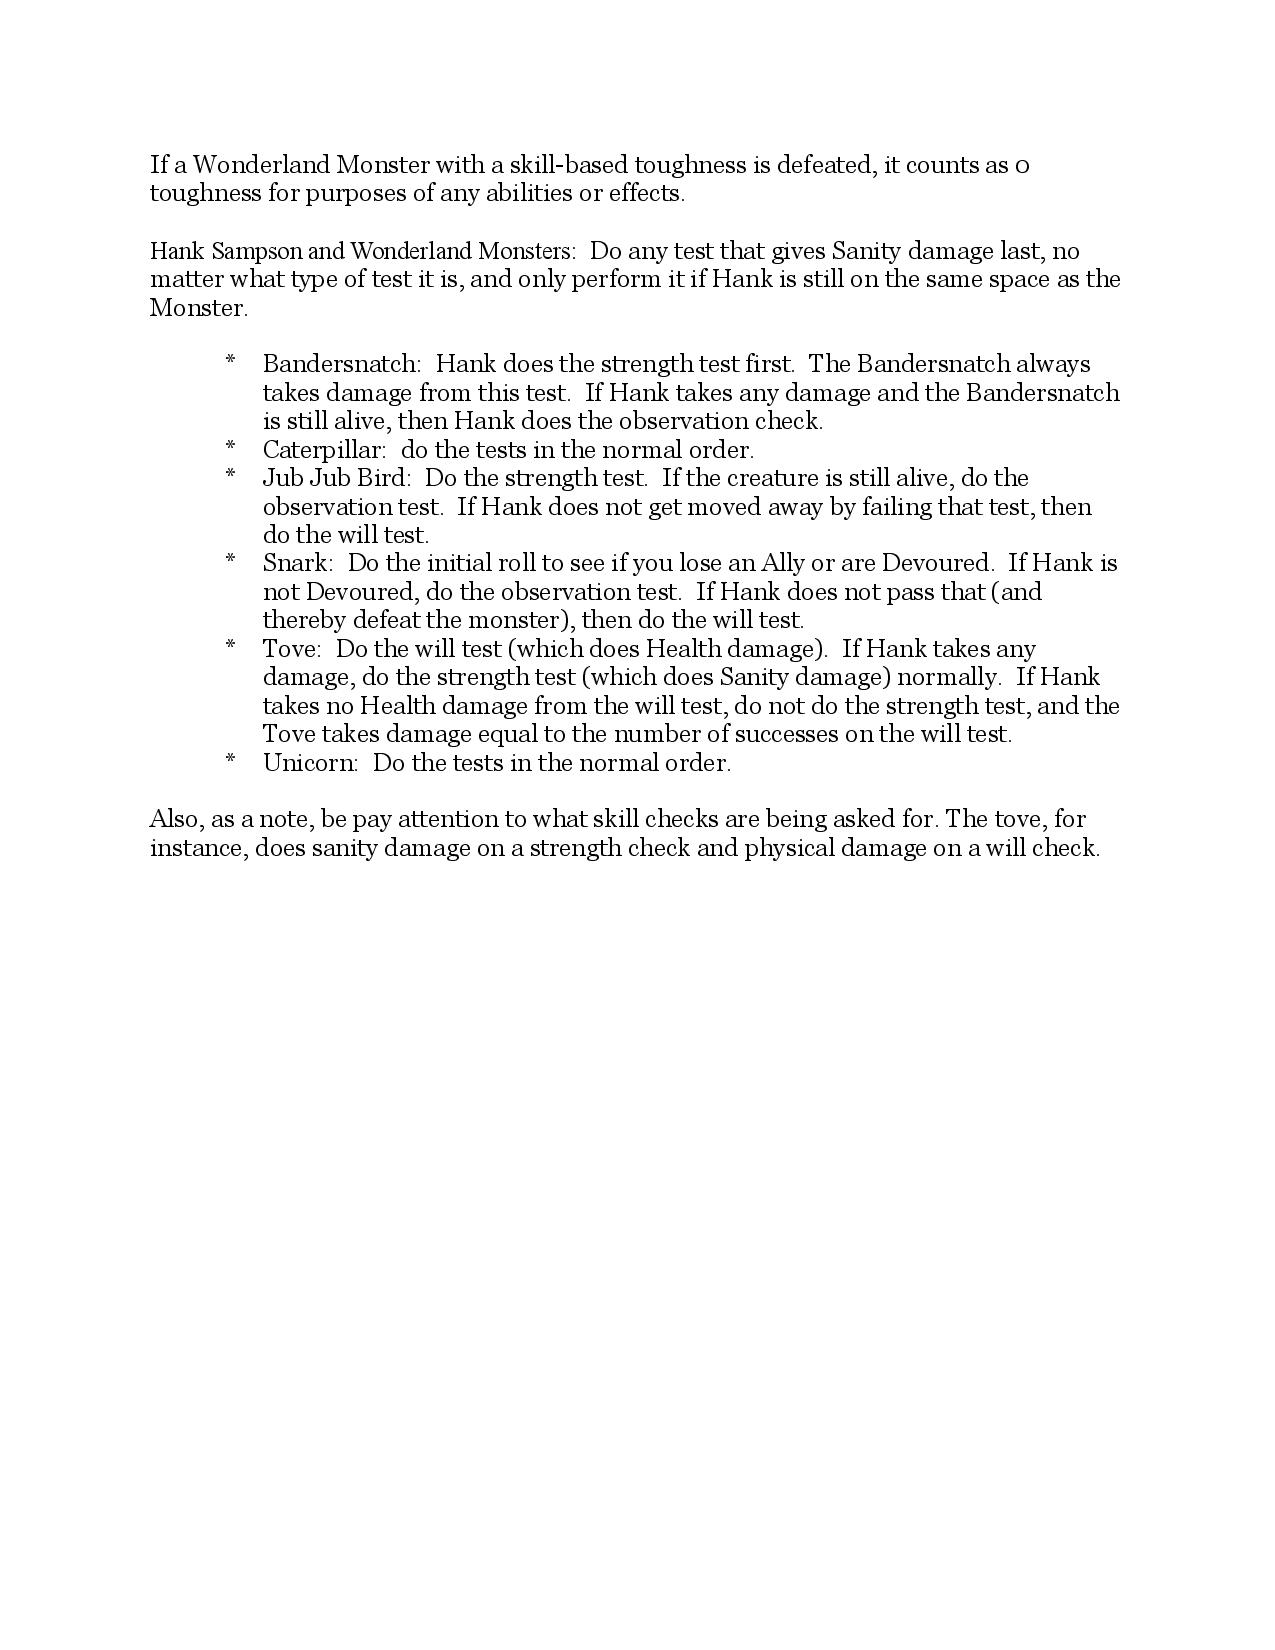 If a Wonderland Monster with a skill-based toughness is defeated, it counts as 0
toughness for purposes of any abilities or effects.
Hank Sampson and Wonderland Monsters:  Do any test that gives Sanity damage last, no
matter what type of test it is, and only perform it if Hank is still on the same space as the
Monster.
* Bandersnatch:  Hank does the strength test first.  The Bandersnatch always
takes damage from this test.  If Hank takes any damage and the Bandersnatch
is still alive, then Hank does the observation check.
* Caterpillar:  do the tests in the normal order.
* Jub Jub Bird:  Do the strength test.  If the creature is still alive, do the
observation test.  If Hank does not get moved away by failing that test, then
do the will test.
* Snark:  Do the initial roll to see if you lose an Ally or are Devoured.  If Hank is
not Devoured, do the observation test.  If Hank does not pass that (and
thereby defeat the monster), then do the will test.
* Tove:  Do the will test (which does Health damage).  If Hank takes any
damage, do the strength test (which does Sanity damage) normally.  If Hank
takes no Health damage from the will test, do not do the strength test, and the
Tove takes damage equal to the number of successes on the will test.
* Unicorn:  Do the tests in the normal order.
Also, as a note, be pay attention to what skill checks are being asked for. The tove, for
instance, does sanity damage on a strength check and physical damage on a will check.